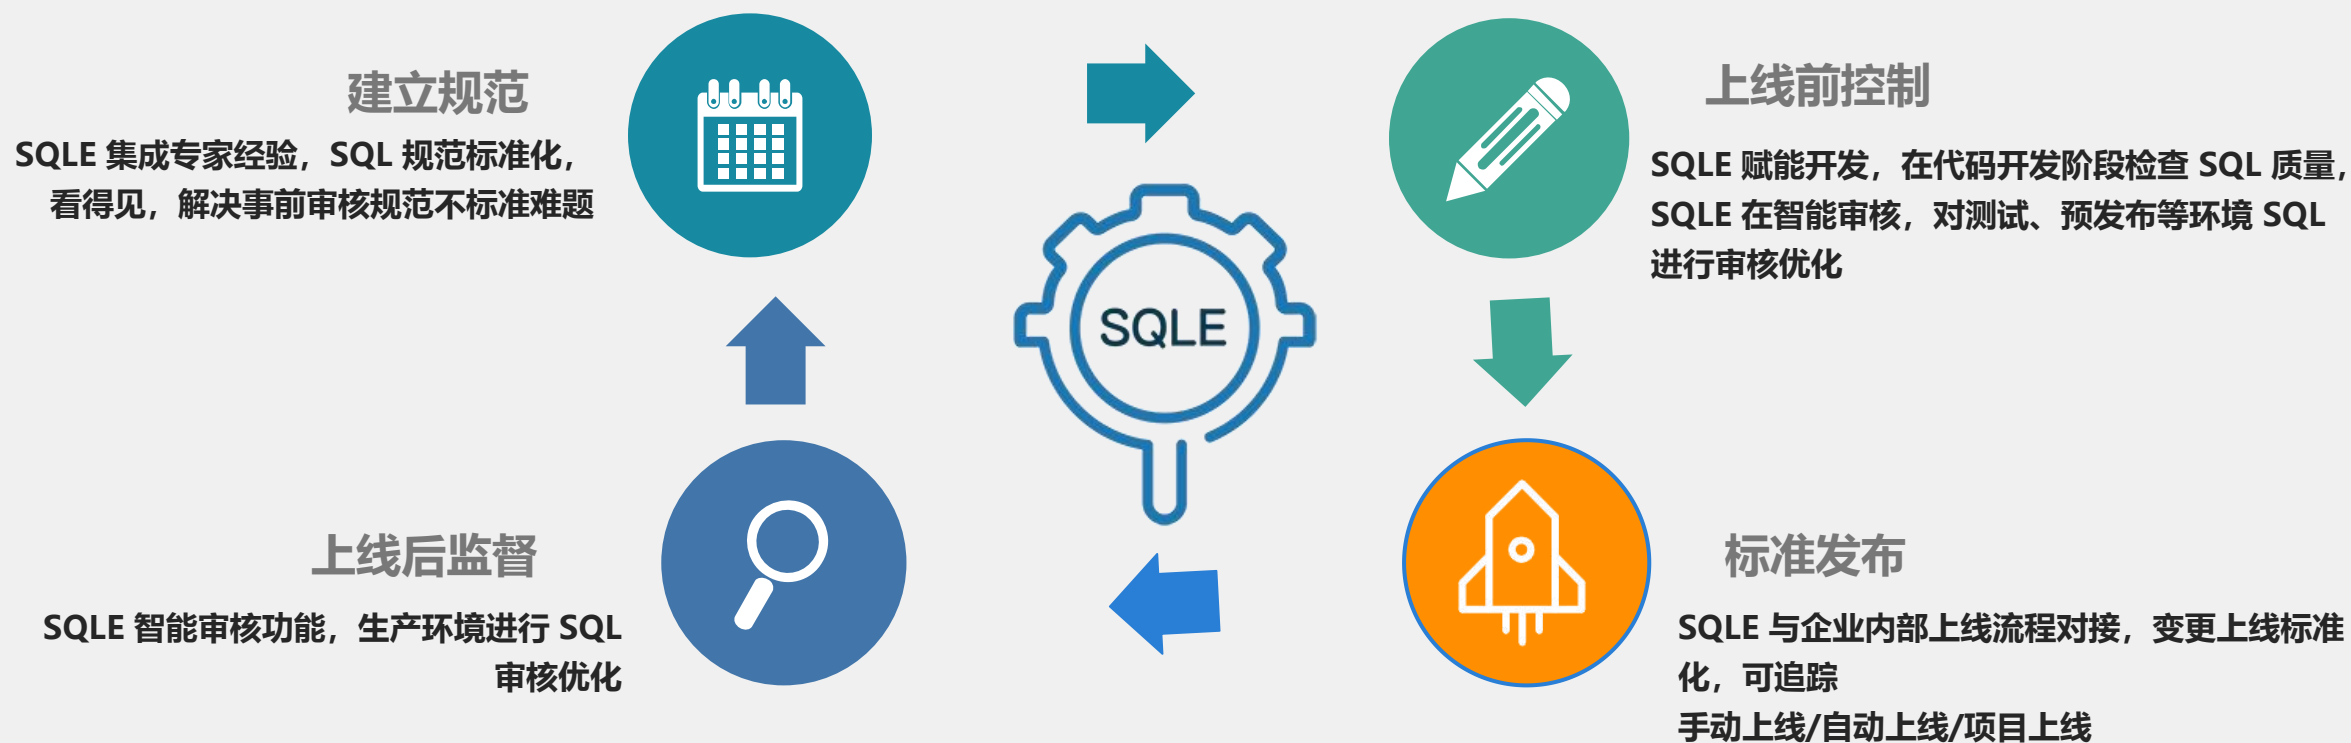 建立规范
SQLE 集成专家经验，SQL 规范标准化，
看得见，解决事前审核规范不标准难题
上线前控制
SQLE 赋能开发，在代码开发阶段检查 SQL 质量，
SQLE 在智能审核，对测试、预发布等环境 SQL
进行审核优化
SQLE
上线后监督
SQLE 智能审核功能，生产环境进行 SQL
审核优化
标准发布
SQLE 与企业内部上线流程对接，变更上线标准
化，可追踪
手动上线/自动上线/项目上线